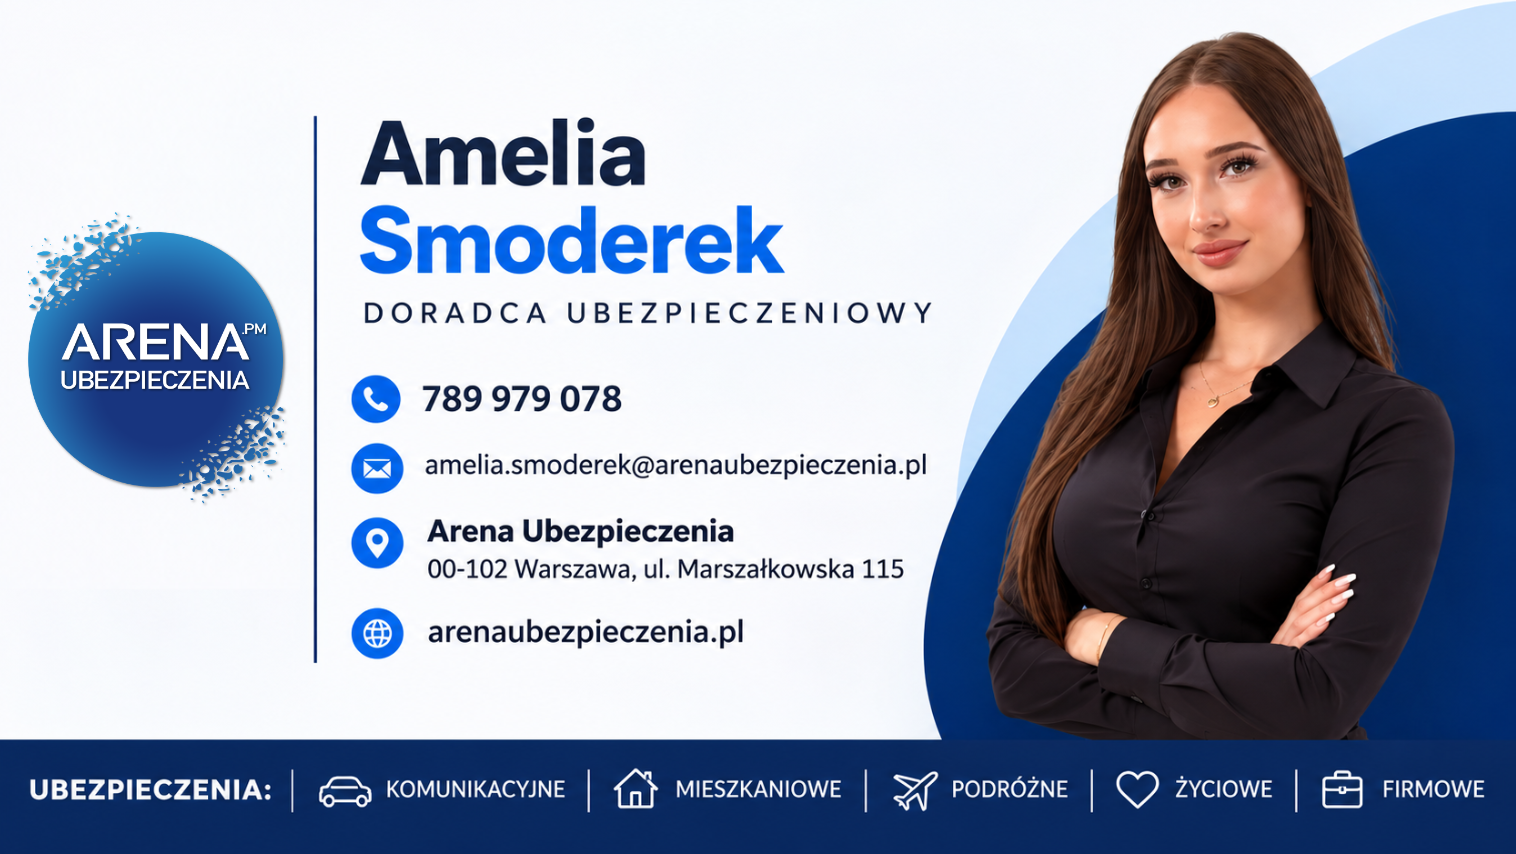 ARENA.PM
UBEZPIECZENIA
Amelia
Smoderek
DORADCA UBEZPIECZENIOWY
789 979 078
amelia.smoderek@arenaubezpieczenia.pl
Arena Ubezpieczenia
00-102 Warszawa, ul. Marszałkowska 115
arenaubezpieczenia.pl
UBEZPIECZENIA: KOMUNIKACYJNE MIESZKANIOWE PODRÓŻNE ŻYCIOWE FIRMOWE